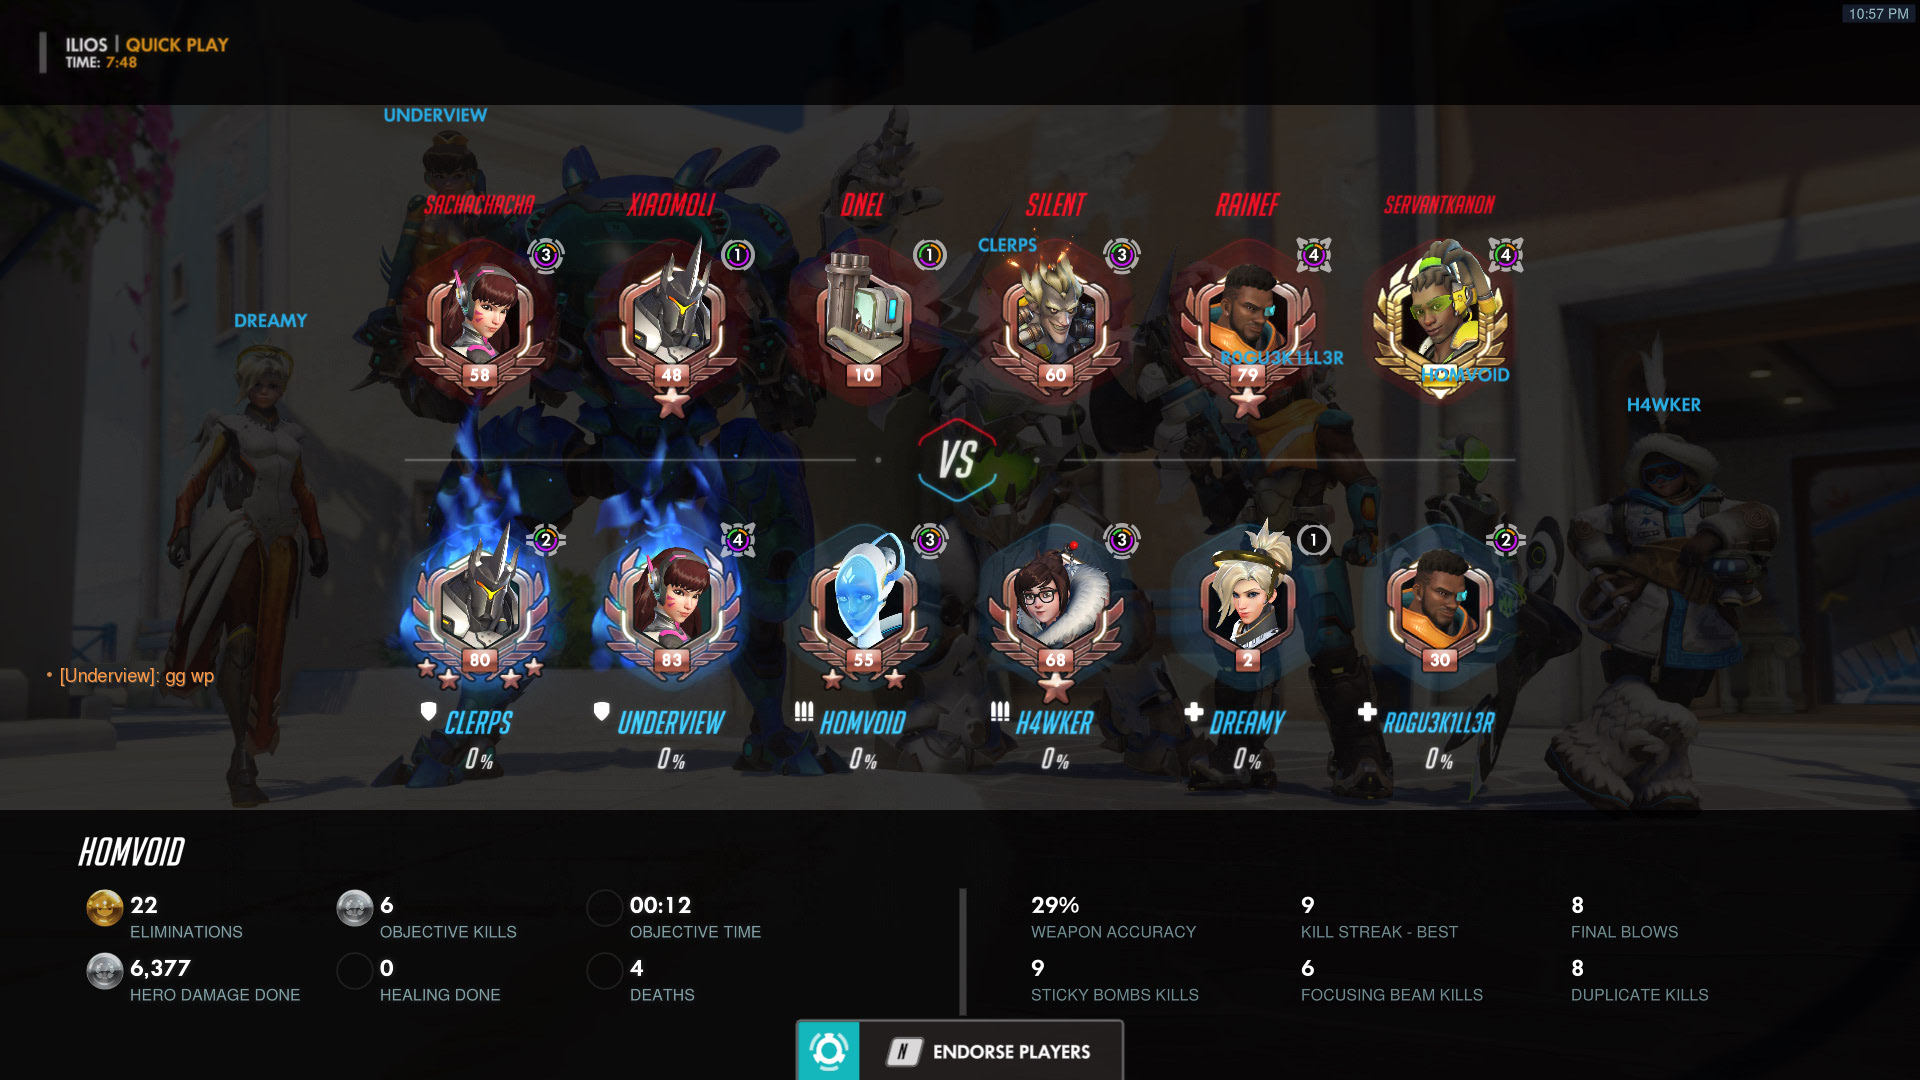 10:57 PM
ILIOS | QUICK PLAY
TIME: 7:48
UNDERVIEW
SACHACHACHA XIAOMOLI DNEL SILENT RAINEF SERVANTKANON
CLERPS
3 1 1 3 4 4
DREAMY
ROGU3K1LL3R
HOMVOID
58 48 10 60 79
H4WKER
VS
2 4 3 3 1 2
80 83 55 68 2 30
[Underview]: gg wp
CLERPS UNDERVIEW HOMVOID H4WKER DREAMY ROGU3K1LL3R
0% 0% 0% 0% 0% 0%
HOMVOID
22 6 00:12 29% 9 8
ELIMINATIONS OBJECTIVE KILLS OBJECTIVE TIME WEAPON ACCURACY KILL STREAK - BEST FINAL BLOWS
6,377 0 4 9 6 8
HERO DAMAGE DONE HEALING DONE DEATHS STICKY BOMBS KILLS FOCUSING BEAM KILLS DUPLICATE KILLS
N ENDORSE PLAYERS